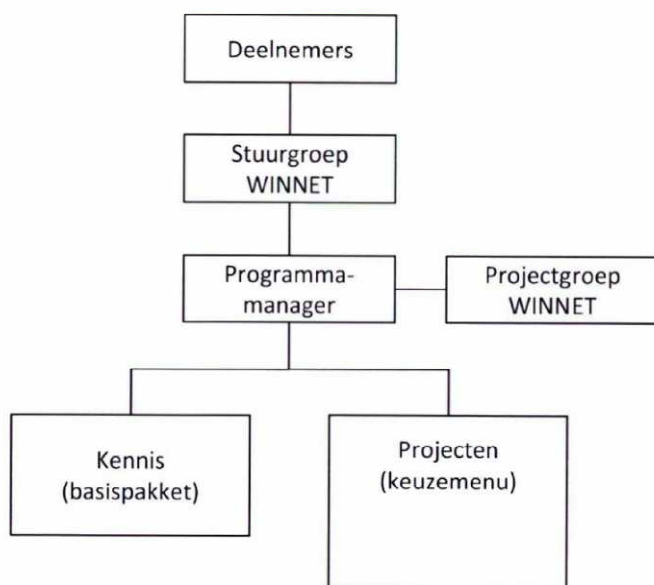 Deelnemers
Stuurgroep
WINNET
Programma-
manager
Projectgroep
WINNET
Kennis
(basispakket)
Projecten
(keuzemenu)